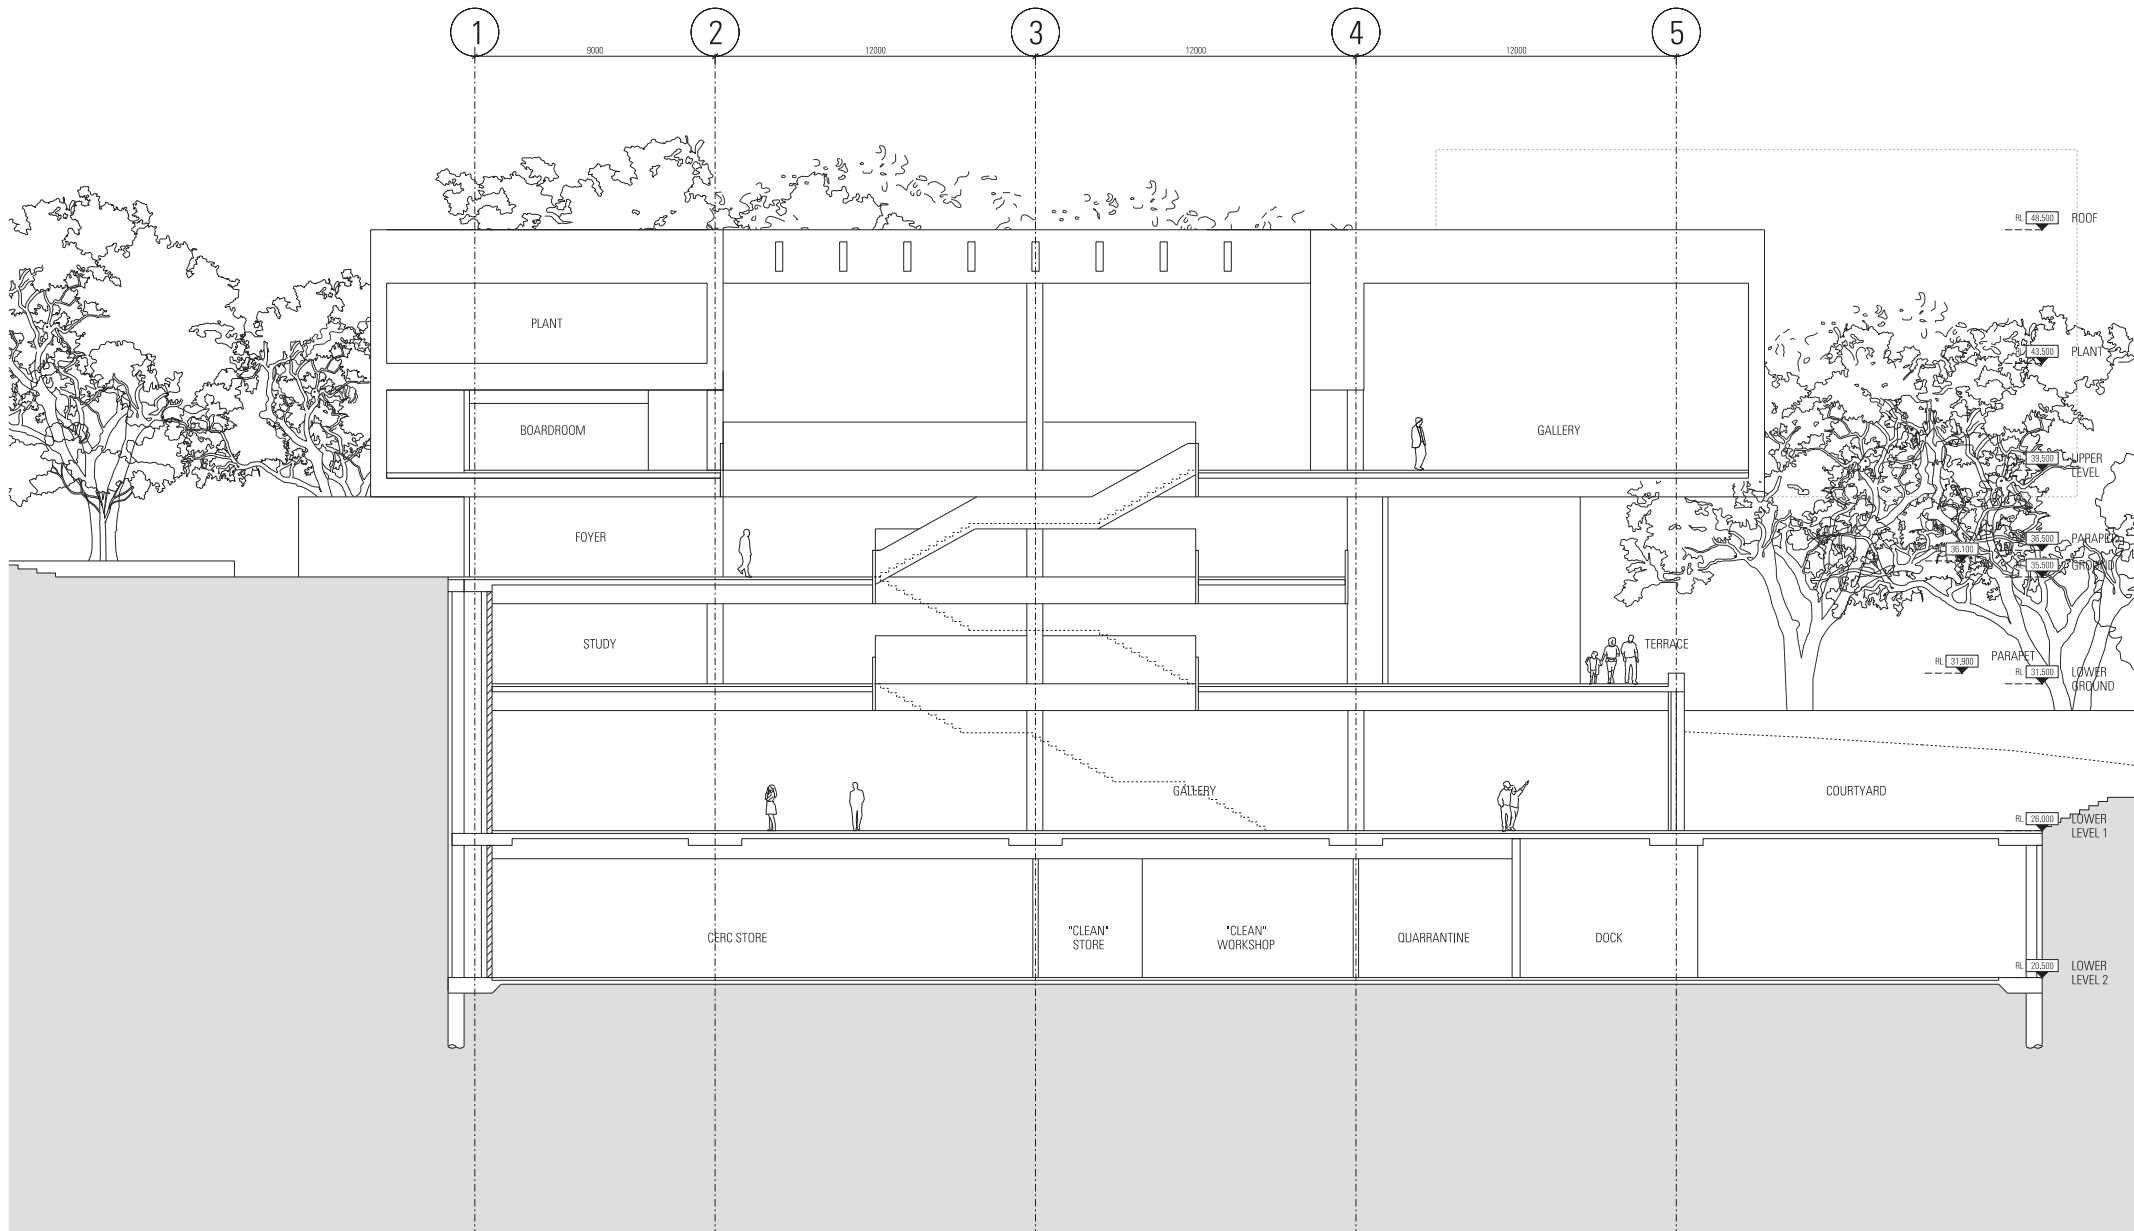 1
2
3
4
5
9000
12000
12000
12000
RL 48.500 ROOF
PLANT
RL 43.500 PLANT
BOARDROOM
GALLERY
RL 39.500 UPPER
LEVEL
FOYER
RL 36.500 PARAPET
RL 36.100
RL 35.500 GROUND
STUDY
TERRACE
RL 31.900 PARAPET
RL 31.500 LOWER
GROUND
GALLERY
COURTYARD
RL 26.000 LOWER
LEVEL 1
CERC STORE
"CLEAN"
STORE
"CLEAN"
WORKSHOP
QUARRANTINE
DOCK
RL 20.500 LOWER
LEVEL 2